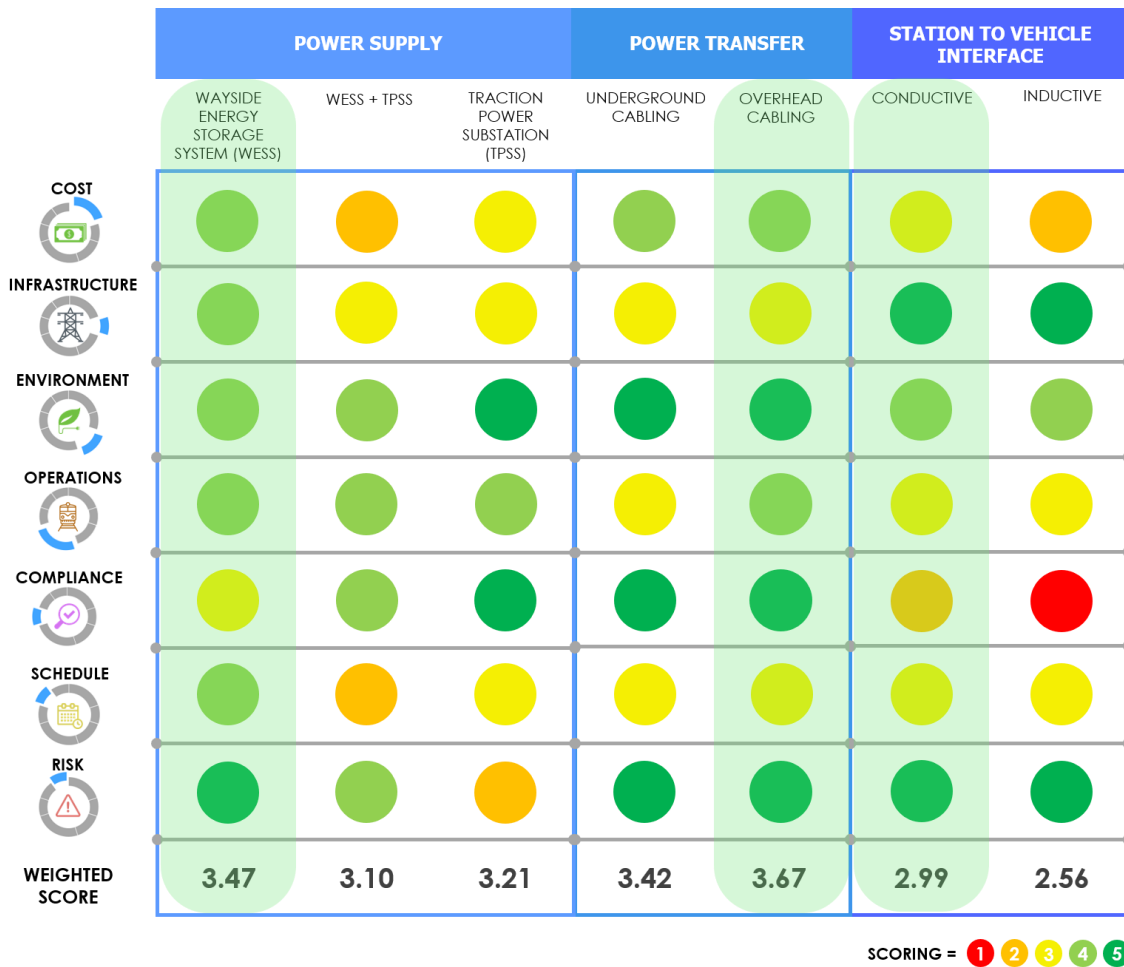 POWER SUPPLY
POWER TRANSFER
STATION TO VEHICLE
INTERFACE
WAYSIDE
ENERGY
STORAGE
SYSTEM (WESS)
WESS + TPSS
TRACTION
POWER
SUBSTATION
(TPSS)
UNDERGROUND
CABLING
OVERHEAD
CABLING
CONDUCTIVE
INDUCTIVE
COST
INFRASTRUCTURE
ENVIRONMENT
OPERATIONS
COMPLIANCE
SCHEDULE
RISK
WEIGHTED
SCORE
3.47 3.10 3.21 3.42 3.67 2.99 2.56
SCORING = 1 2 3 4 5